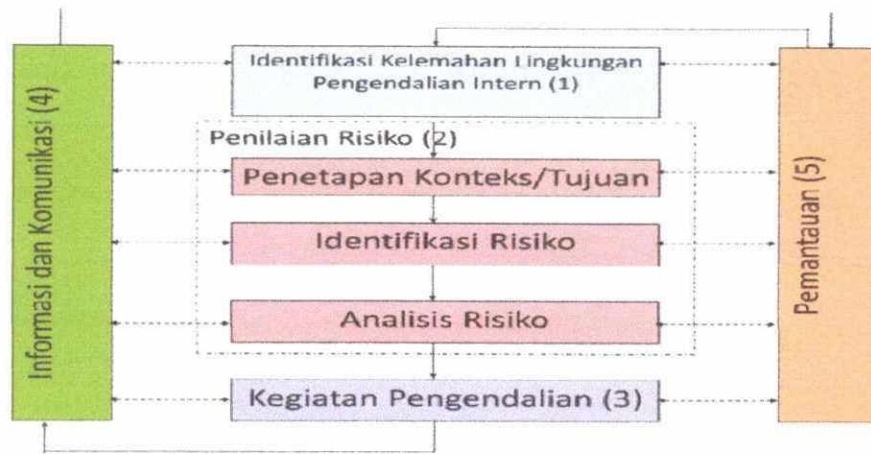 Identifikasi Kelemahan Lingkungan
Pengendalian Intern (1)
Penilaian Risiko (2)
Penetapan Konteks/Tujuan
Identifikasi Risiko
Analisis Risiko
Kegiatan Pengendalian (3)
Informasi dan Komunikasi (4)
Pemantauan (5)